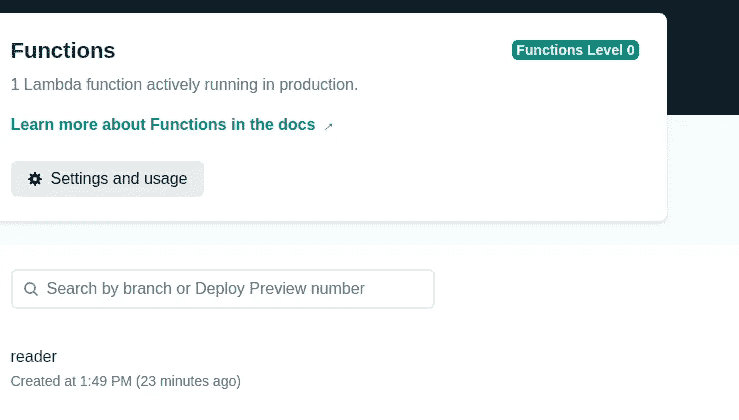 Functions
Functions Level 0
1 Lambda function actively running in production.
Learn more about Functions in the docs
Settings and usage
Search by branch or Deploy Preview number
reader
Created at 1:49 PM (23 minutes ago)